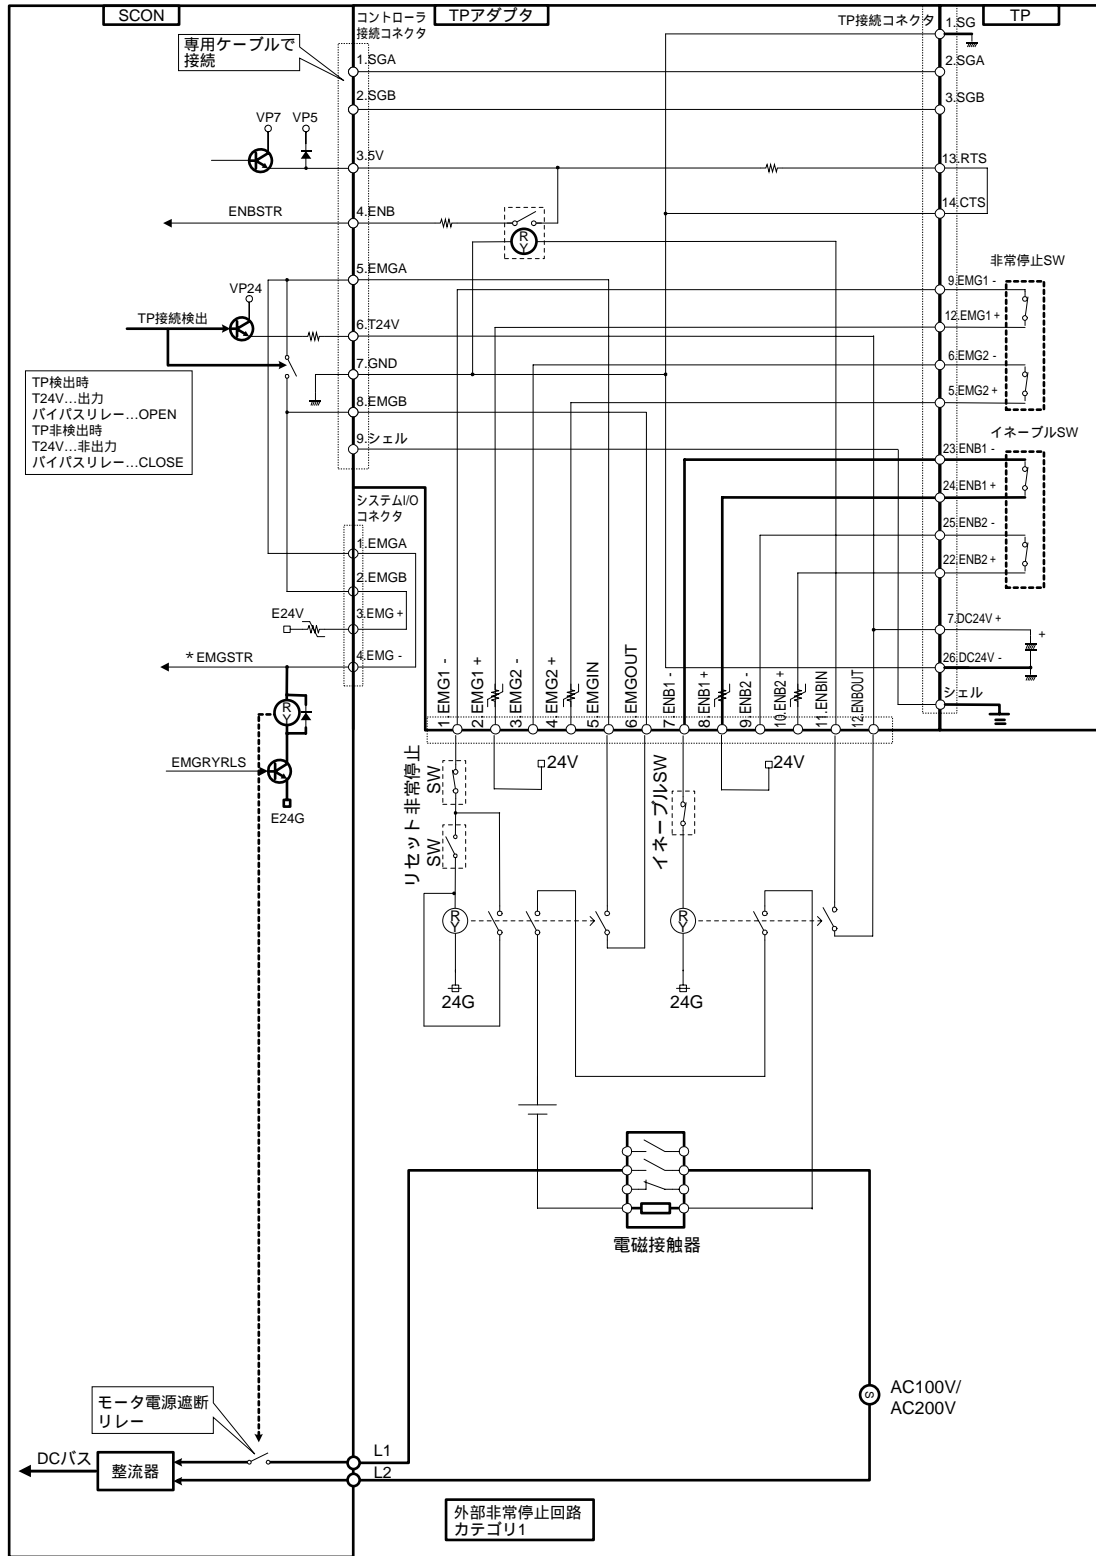 SCON
コントローラ
接続コネクタ
TPアダプタ
TP接続コネクタ
TP
専用ケーブルで
接続
1.SG
1.SGA
2.SGA
2.SGB
3.SGB
VP7
VP5
3.5V
13.RTS
ENBSTR
4.ENB
14.CTS
RY
5.EMGA
非常停止SW
9.EMG1 -
VP24
TP接続検出
6.T24V
12.EMG1 +
7.GND
6.EMG2 -
TP検出時
T24V…出力
バイパスリレー…OPEN
TP非検出時
T24V…非出力
バイパスリレー…CLOSE
8.EMGB
5.EMG2 +
9.シェル
イネーブルSW
23.ENB1 -
24.ENB1 +
システムI/O
コネクタ
25.ENB2 -
1.EMGA
22.ENB2 +
2.EMGB
E24V
3.EMG +
7.DC24V +
+
*EMGSTR
4.EMG -
26.DC24V -
シェル
1.EMG1 -
2.EMG1 +
3.EMG2 -
4.EMG2 +
5.EMGIN
6.EMGOUT
7.ENB1 -
8.ENB1 +
9.ENB2 -
10.ENB2 +
11.ENBIN
12.ENBOUT
RY
EMGRYRLS
E24G
リセット
SW
非常停止
SW
24V
イネーブルSW
24V
RY
RY
24G
24G
電磁接触器
S
AC100V/
AC200V
モータ電源遮断
リレー
DCバス
整流器
L1
L2
外部非常停止回路
カテゴリ1